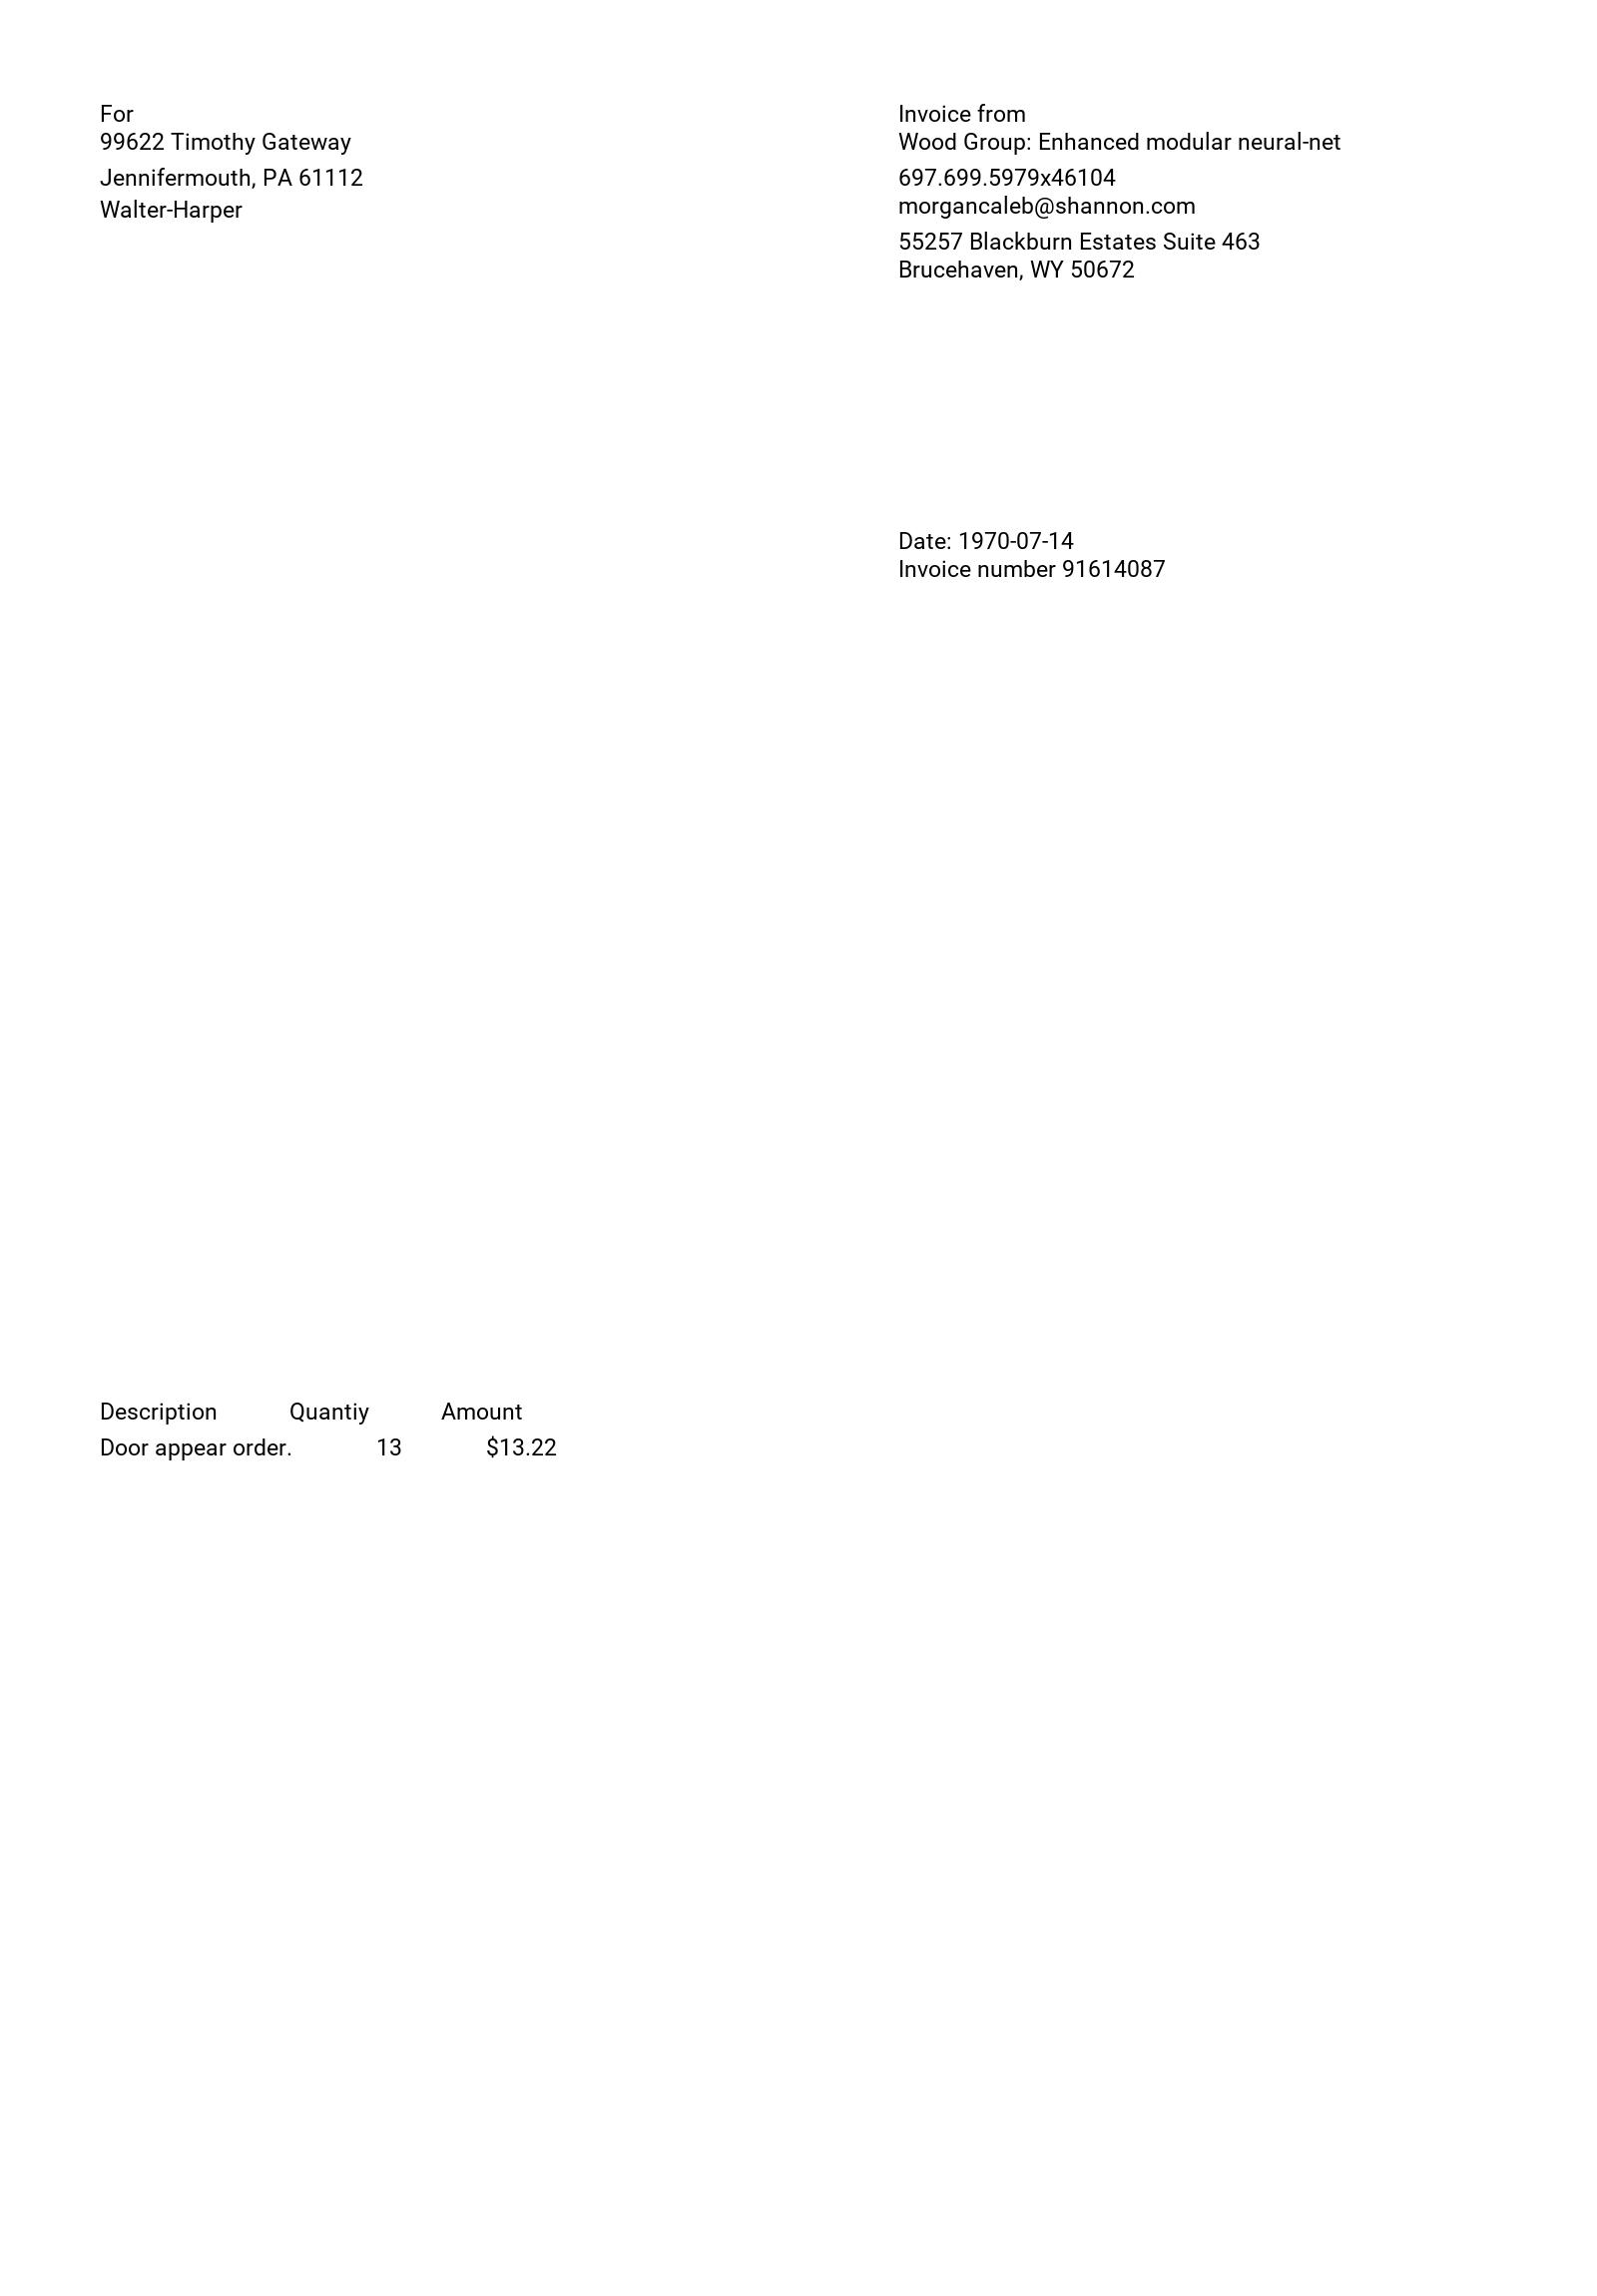 For
99622 Timothy Gateway
Jennifermouth, PA 61112
Walter-Harper
Invoice from
Wood Group: Enhanced modular neural-net
697.699.5979x46104
morgancaleb@shannon.com
55257 Blackburn Estates Suite 463
Brucehaven, WY 50672
Date: 1970-07-14
Invoice number 91614087
Description Quantiy Amount
Door appear order. 13 $13.22